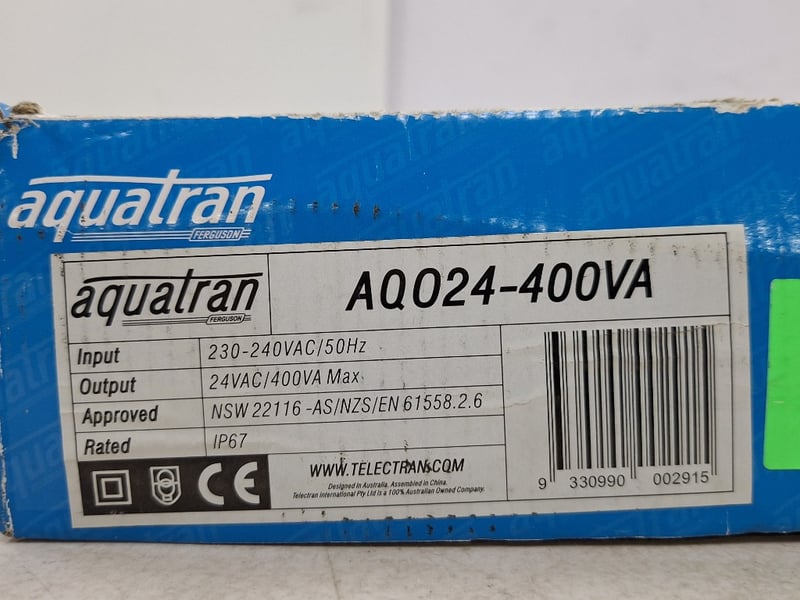 aquatran
FERGUSON
aquatran
FERGUSON
AQO24-400VA
Input 230-240VAC/50Hz
Output 24VAC/400VA Max
Approved NSW 22116 -AS/NZS/EN 61558.2.6
Rated IP67
CE
WWW.TELECTRAN.COM
Designed in Australia. Assembled in China.
Telectran International Pty Ltd is a 100% Australian Owned Company.
9 330990 002915